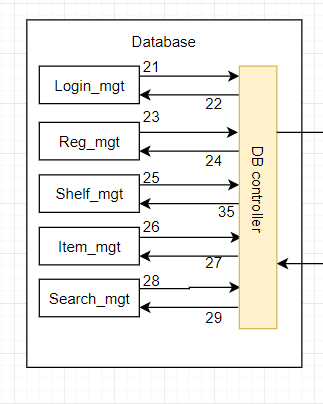 Database
21
Login_mgt
22
23
Reg_mgt
24
25
Shelf_mgt
35
26
Item_mgt
27
28
Search_mgt
29
DB controller